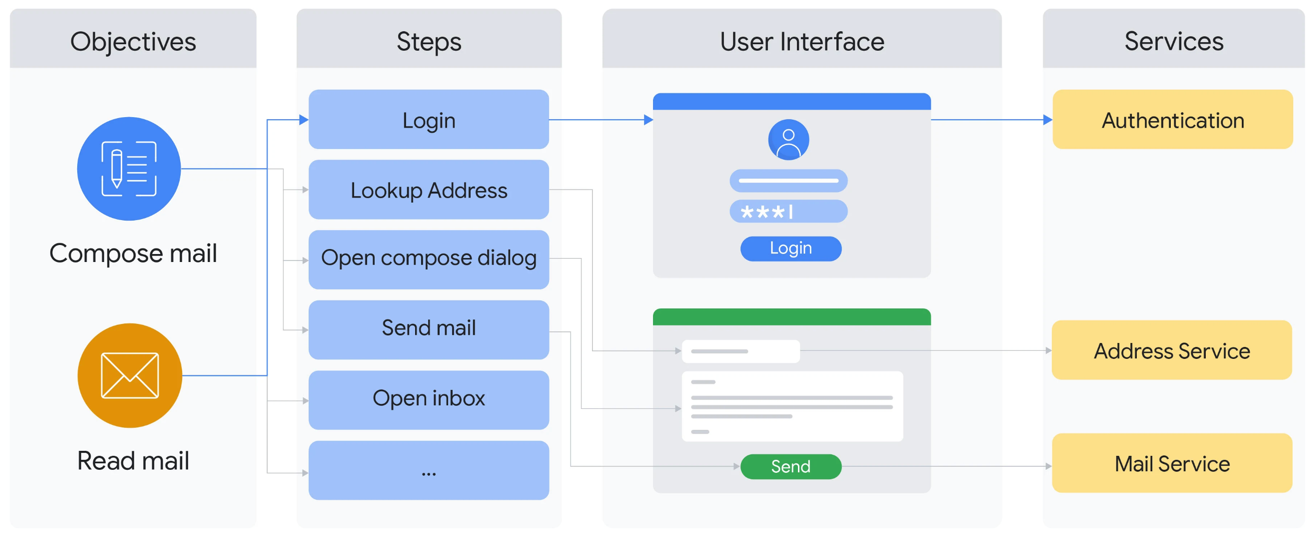 Objectives
Steps
User Interface
Services
Compose mail
Read mail
Login
Lookup Address
Open compose dialog
Send mail
Open inbox
...
***|
Login
Send
Authentication
Address Service
Mail Service